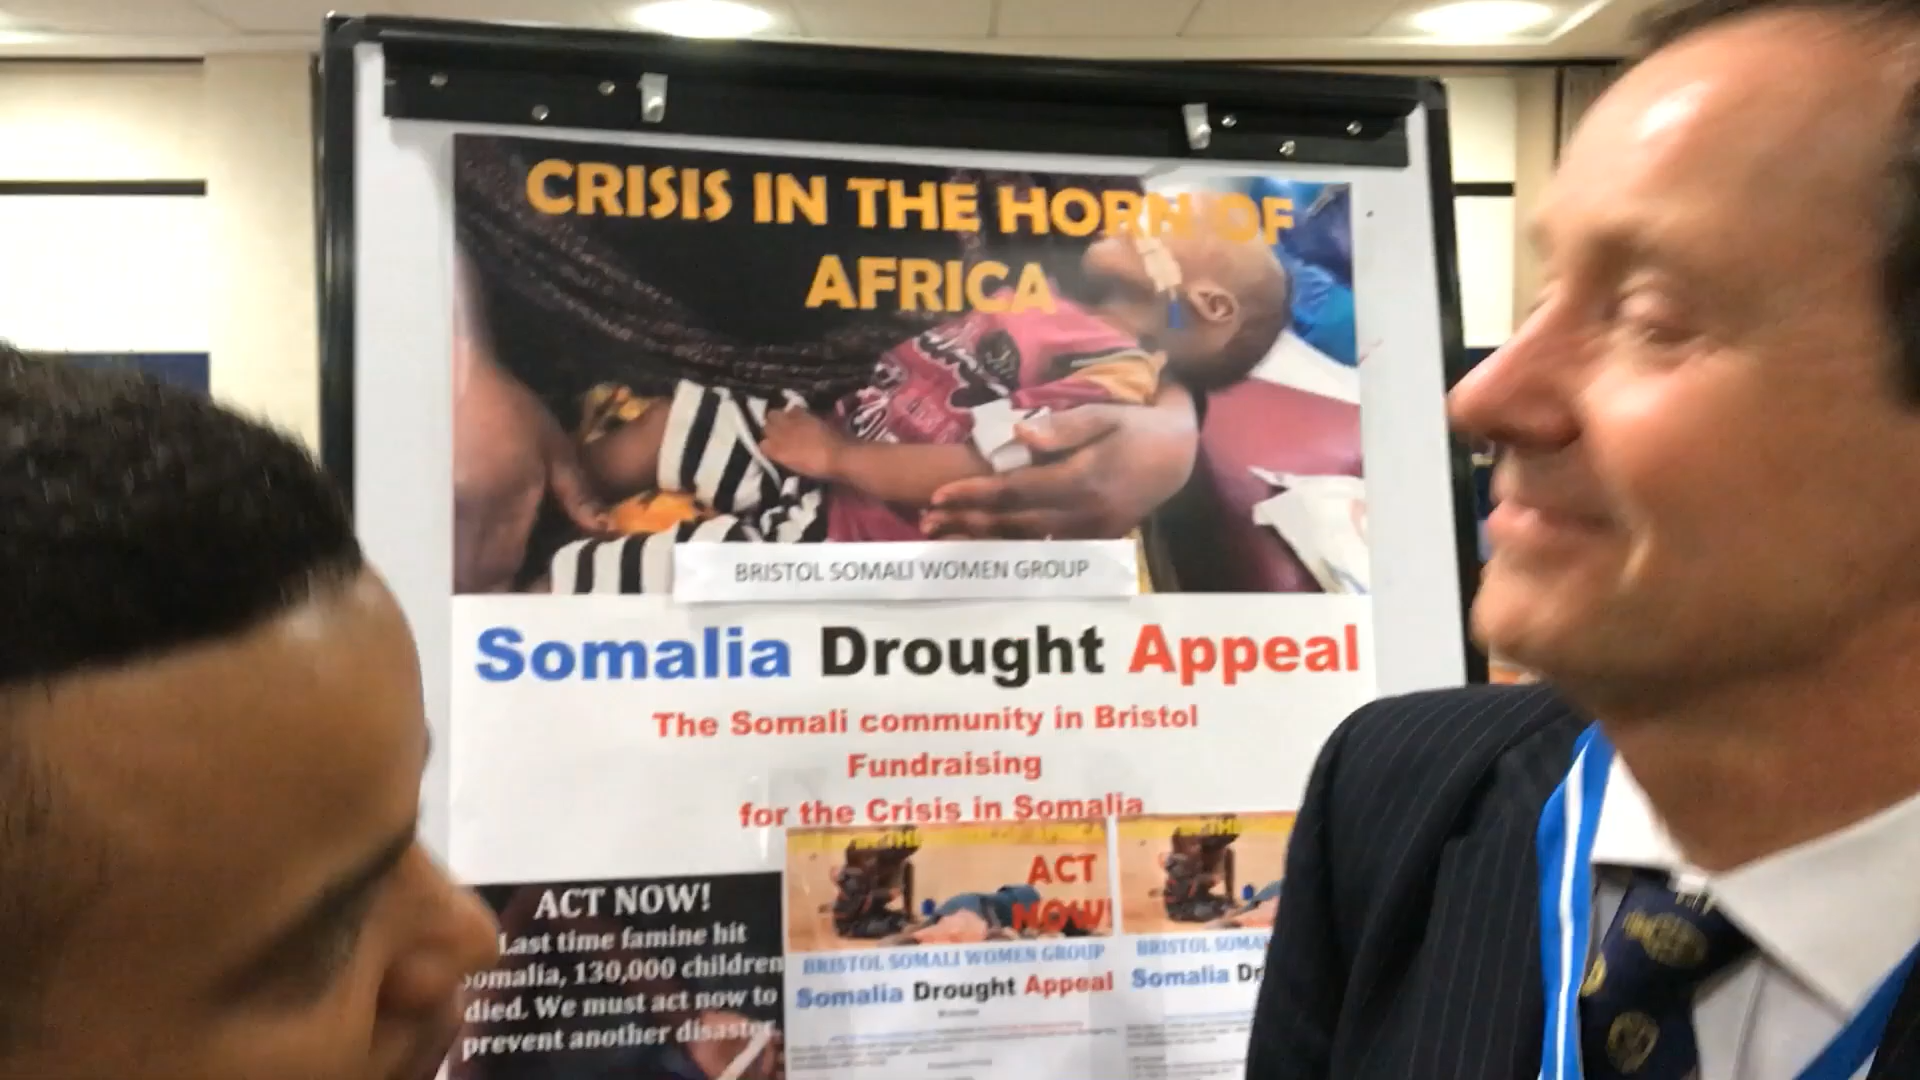 CRISIS IN THE HORN OF
AFRICA
BRISTOL SOMALI WOMEN GROUP
Somalia Drought Appeal
The Somali community in Bristol
Fundraising
for the Crisis in Somalia
ACT NOW!
Last time famine hit
somalia, 130,000 children
died. We must act now to
prevent another disaster.
ACT
NOW!
BRISTOL SOMALI WOMEN GROUP
Somalia Drought Appeal
BRISTOL SOMA
Somalia Dr